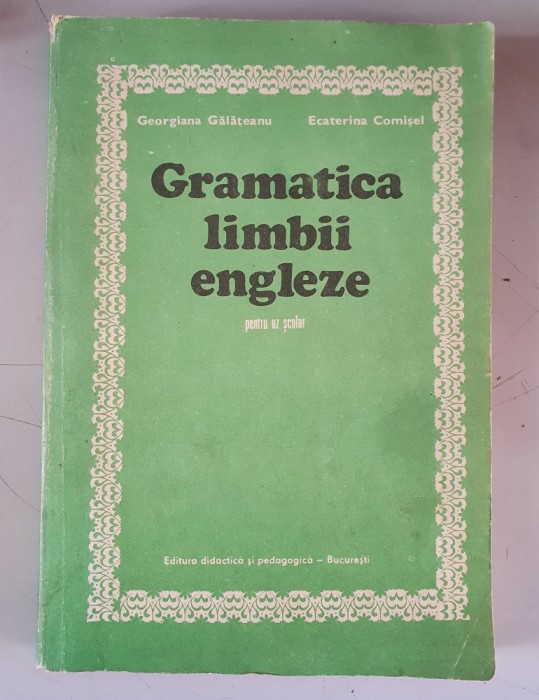 Georgiana Gălățeanu Ecaterina Comișel
Gramatica
limbii
engleze
pentru uz școlar
Editura didactică și pedagogică – București